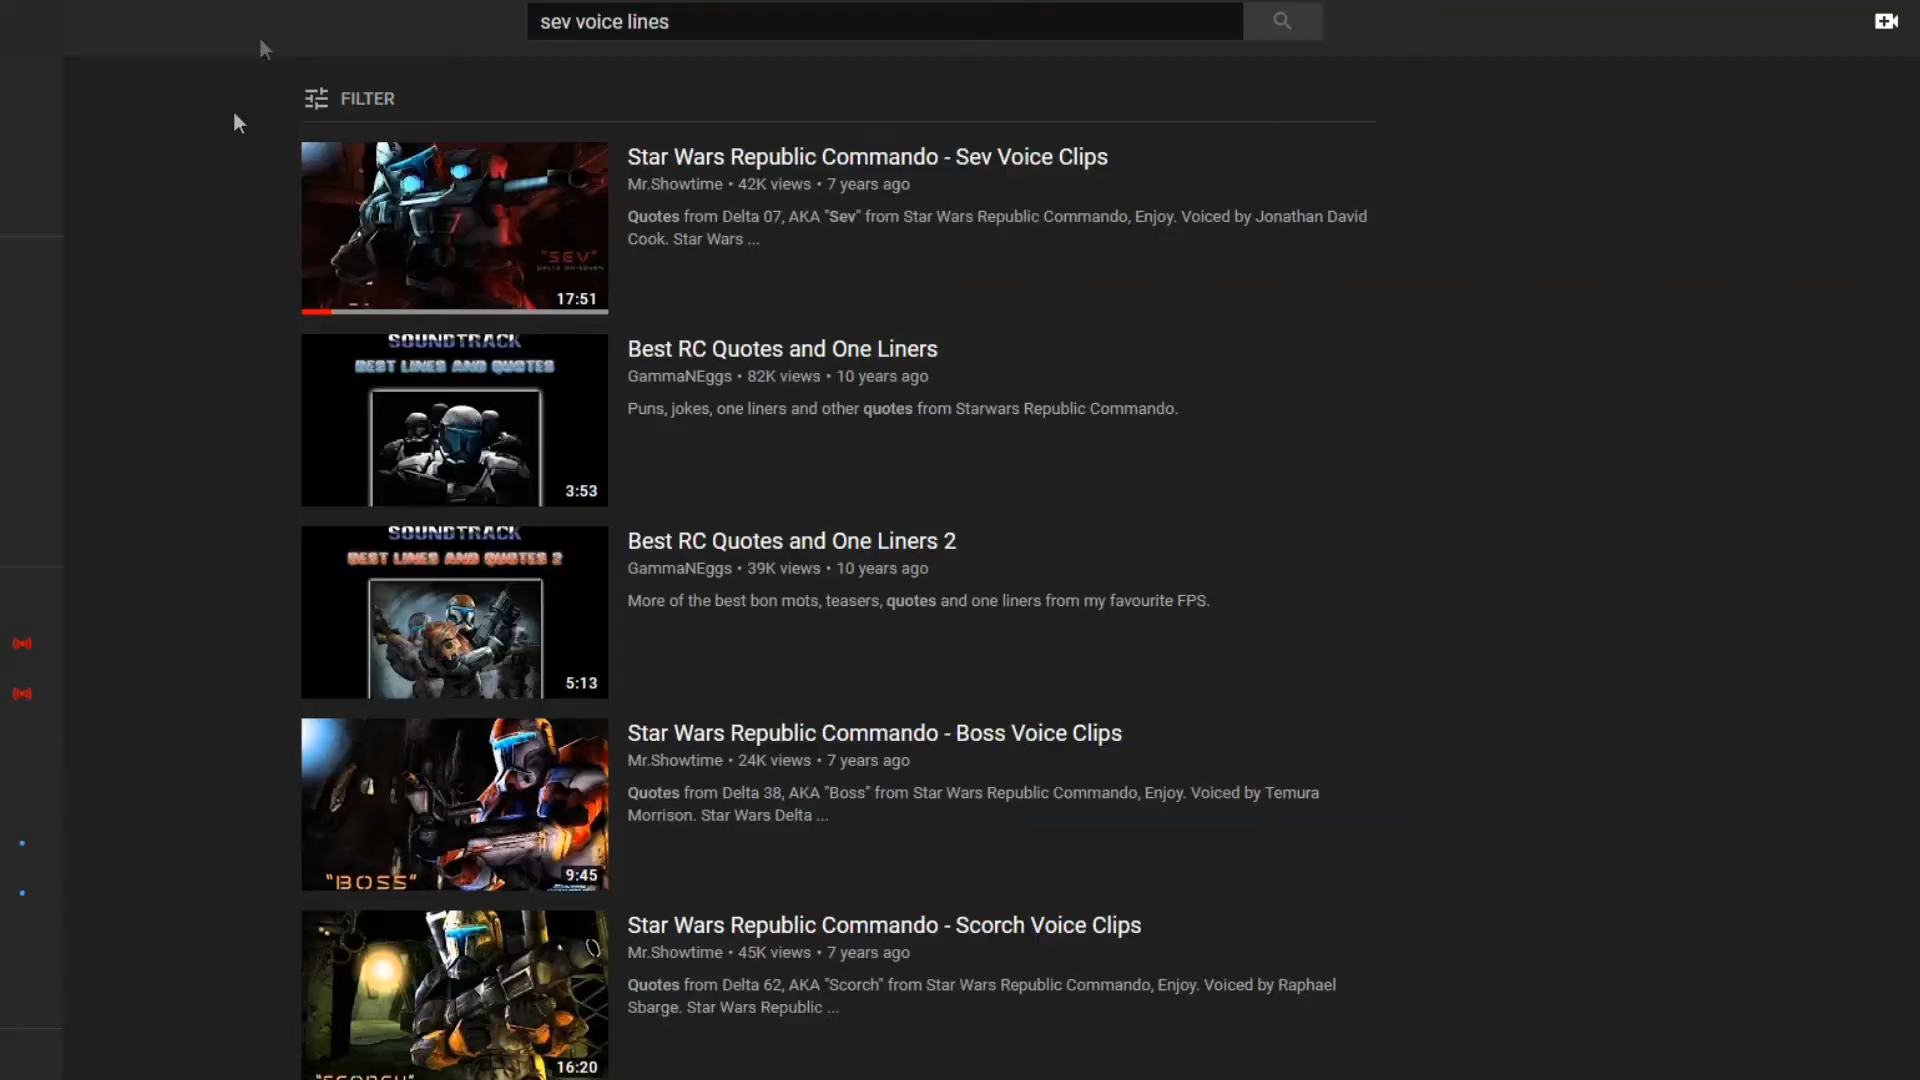 sev voice lines
FILTER
Star Wars Republic Commando - Sev Voice Clips
Mr.Showtime • 42K views • 7 years ago
Quotes from Delta 07, AKA "Sev" from Star Wars Republic Commando, Enjoy. Voiced by Jonathan David
Cook. Star Wars ...
"SEV"
DELTA OH-SEVEN
17:51
SOUNDTRACK
BEST LINES AND QUOTES
3:53
Best RC Quotes and One Liners
GammaNEggs • 82K views • 10 years ago
Puns, jokes, one liners and other quotes from Starwars Republic Commando.
SOUNDTRACK
BEST LINES AND QUOTES 2
5:13
Best RC Quotes and One Liners 2
GammaNEggs • 39K views • 10 years ago
More of the best bon mots, teasers, quotes and one liners from my favourite FPS.
Star Wars Republic Commando - Boss Voice Clips
Mr.Showtime • 24K views • 7 years ago
Quotes from Delta 38, AKA "Boss" from Star Wars Republic Commando, Enjoy. Voiced by Temura
Morrison. Star Wars Delta ...
"BOSS"
9:45
Star Wars Republic Commando - Scorch Voice Clips
Mr.Showtime • 45K views • 7 years ago
Quotes from Delta 62, AKA "Scorch" from Star Wars Republic Commando, Enjoy. Voiced by Raphael
Sbarge. Star Wars Republic ...
"SCORCH"
16:20